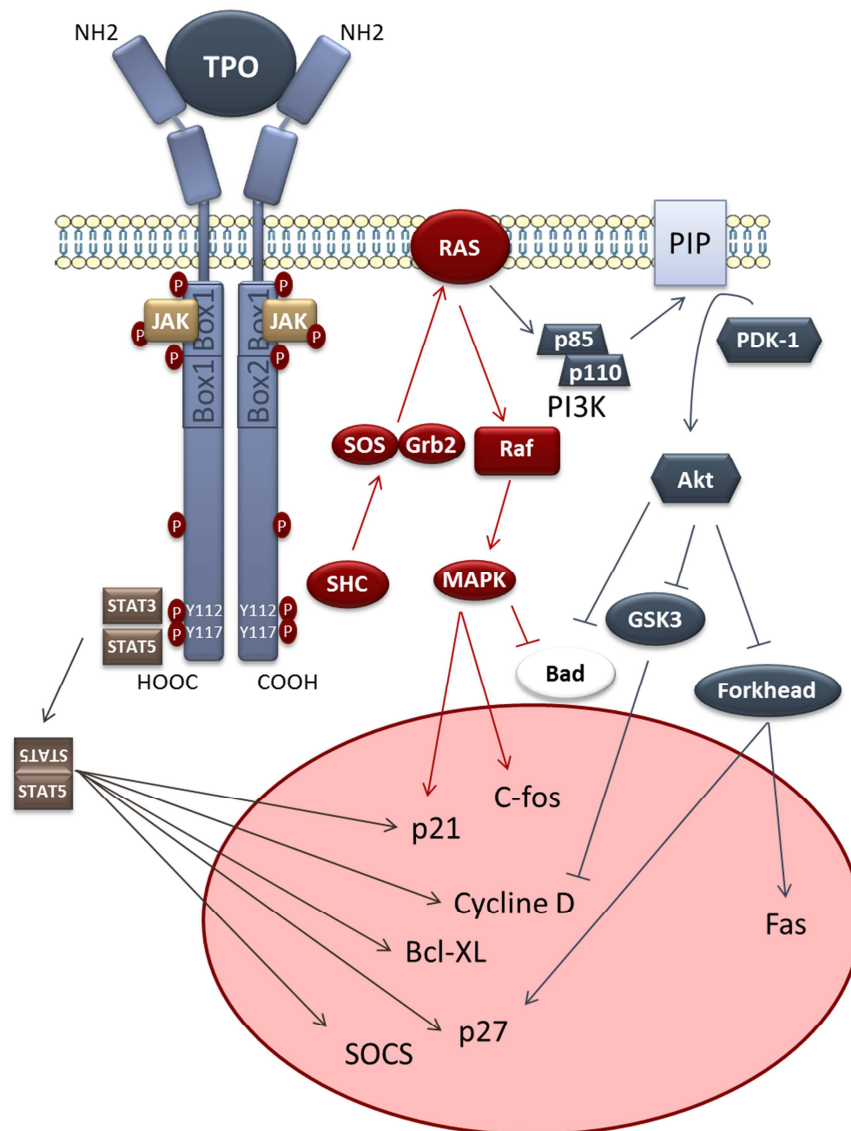 NH2
NH2
TPO
RAS
PIP
P
P
JAK
Box1
Box1
JAK
P
P
P
P
Box1
Box2
PDK-1
p85
p110
PI3K
SOS
Grb2
Raf
Akt
P
P
SHC
MAPK
STAT3
P
Y112
Y112
P
GSK3
STAT5
P
Y117
Y117
P
Bad
Forkhead
HOOC
COOH
STAT5
STAT5
C-fos
p21
Cycline D
Fas
Bcl-XL
p27
SOCS